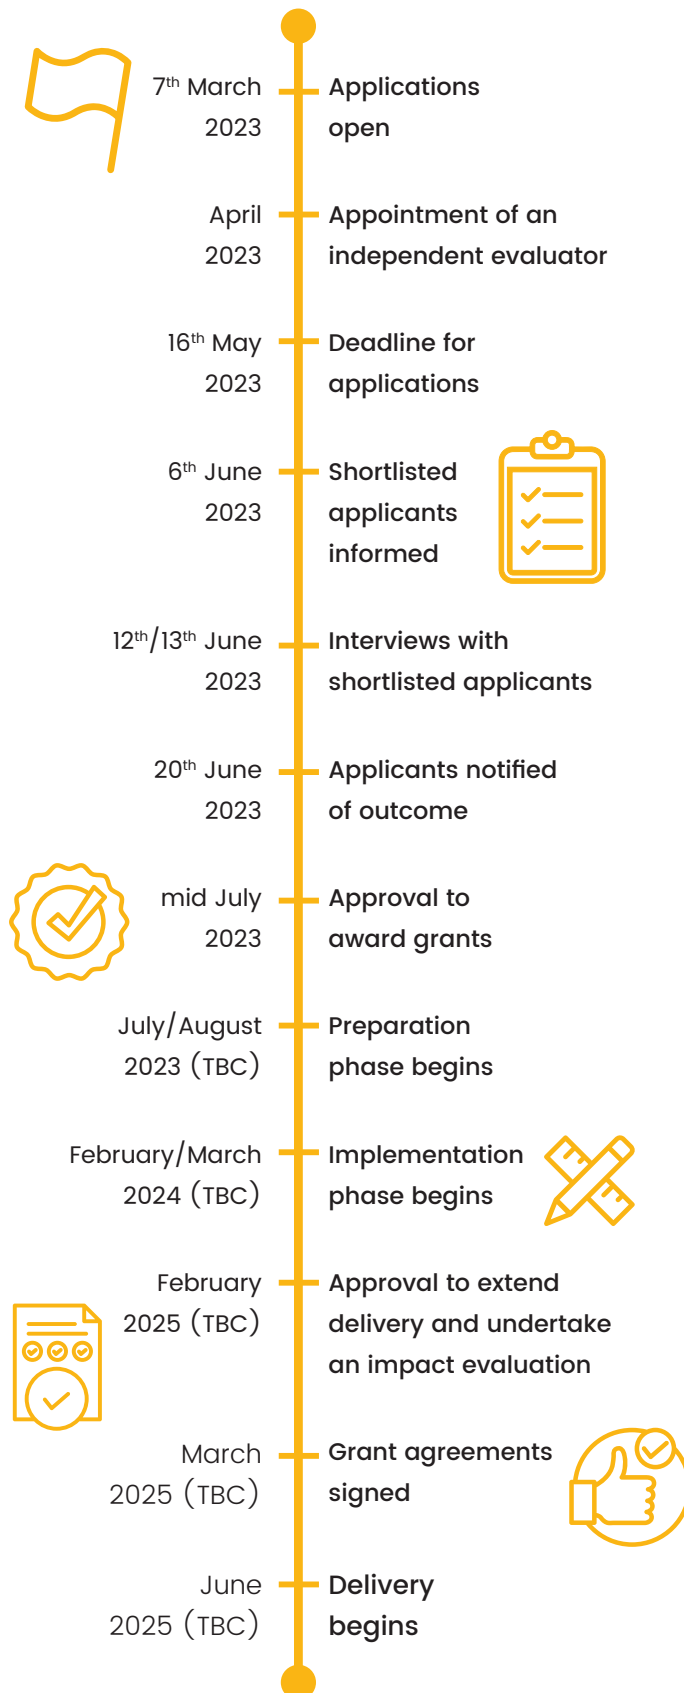 7th March Applications
2023 open
April Appointment of an
2023 independent evaluator
16th May Deadline for
2023 applications
6th June Shortlisted
2023 applicants
informed
12th/13th June Interviews with
2023 shortlisted applicants
20th June Applicants notified
2023 of outcome
mid July Approval to
2023 award grants
July/August Preparation
2023 (TBC) phase begins
February/March Implementation
2024 (TBC) phase begins
February Approval to extend
2025 (TBC) delivery and undertake
an impact evaluation
March Grant agreements
2025 (TBC) signed
June Delivery
2025 (TBC) begins